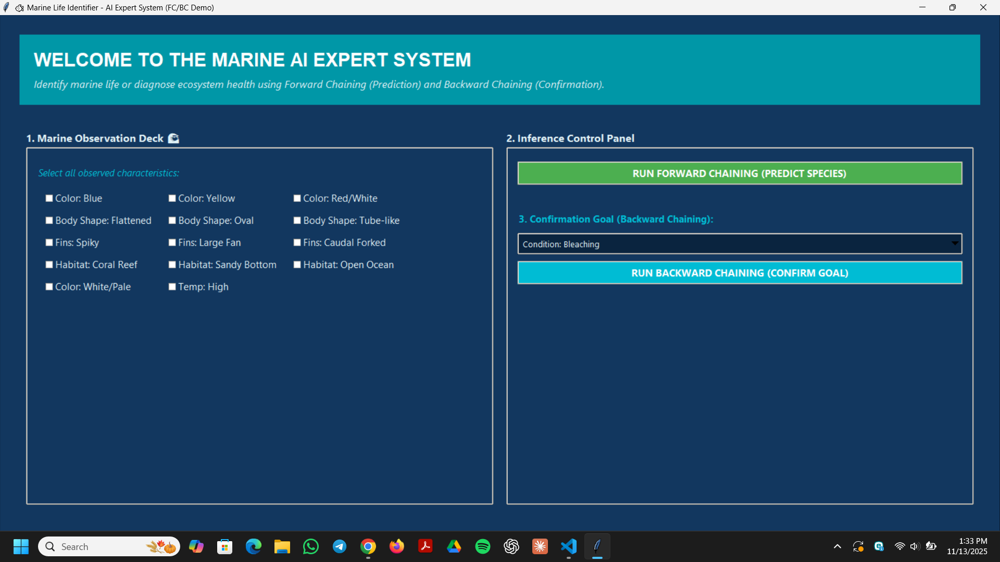 Marine Life Identifier - AI Expert System (FC/BC Demo)
WELCOME TO THE MARINE AI EXPERT SYSTEM
Identify marine life or diagnose ecosystem health using Forward Chaining (Prediction) and Backward Chaining (Confirmation).
1. Marine Observation Deck
Select all observed characteristics:
Color: Blue
Color: Yellow
Color: Red/White
Body Shape: Flattened
Body Shape: Oval
Body Shape: Tube-like
Fins: Spiky
Fins: Large Fan
Fins: Caudal Forked
Habitat: Coral Reef
Habitat: Sandy Bottom
Habitat: Open Ocean
Color: White/Pale
Temp: High
2. Inference Control Panel
RUN FORWARD CHAINING (PREDICT SPECIES)
3. Confirmation Goal (Backward Chaining):
Condition: Bleaching
RUN BACKWARD CHAINING (CONFIRM GOAL)
Search
1:33 PM
11/13/2025